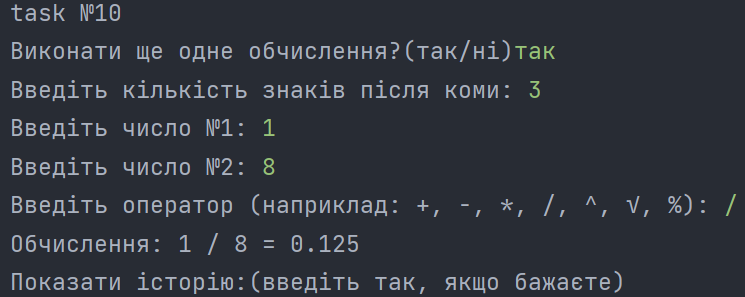 task №10
Виконати ще одне обчислення?(так/ні)так
Введіть кількість знаків після коми: 3
Введіть число №1: 1
Введіть число №2: 8
Введіть оператор (наприклад: +, -, *, /, ^, √, %): /
Обчислення: 1 / 8 = 0.125
Показати історію:(введіть так, якщо бажаєте)